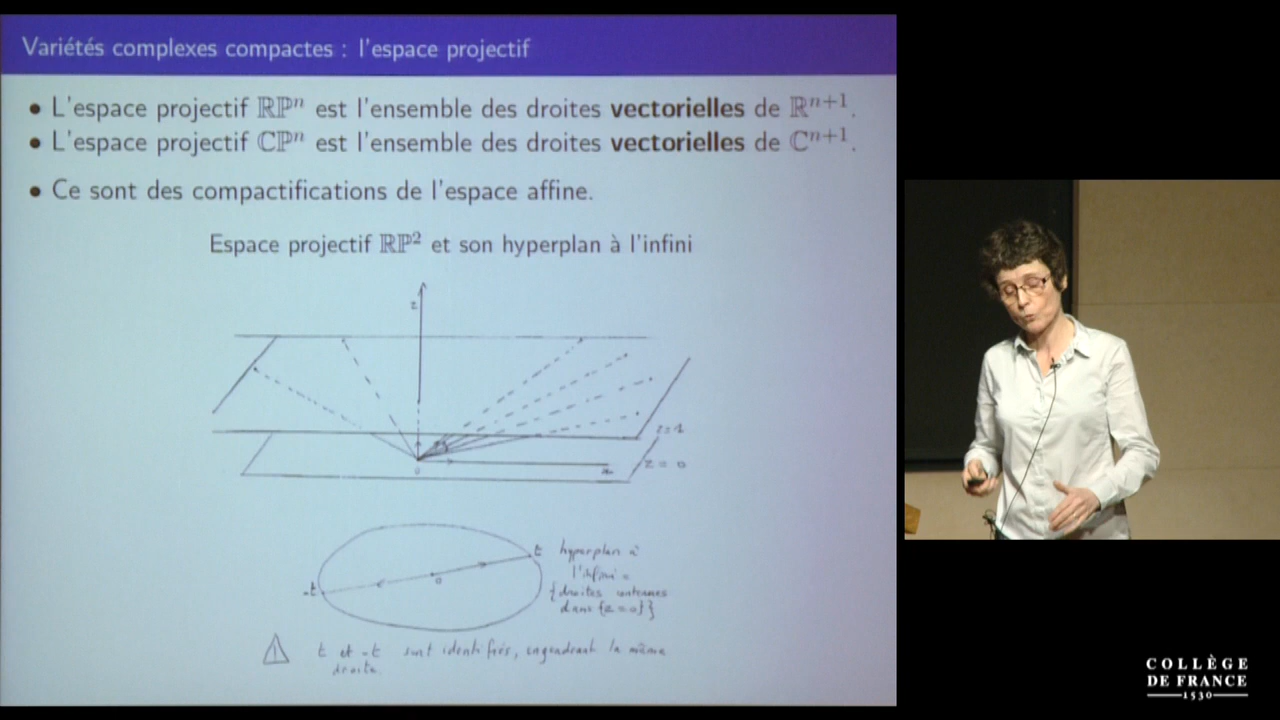 Variétés complexes compactes : l'espace projectif
• L'espace projectif ℝℙⁿ est l'ensemble des droites vectorielles de ℝⁿ⁺¹.
• L'espace projectif ℂℙⁿ est l'ensemble des droites vectorielles de ℂⁿ⁺¹.
• Ce sont des compactifications de l'espace affine.
Espace projectif ℝℙ² et son hyperplan à l'infini
z
z=1
z = 0
0
t
-t
0
hyperplan à
l'infini =
{droites contenues
dans {z=0}}
! t et -t sont identifiés, engendrant la même
droite.
COLLÈGE
DE FRANCE
1530